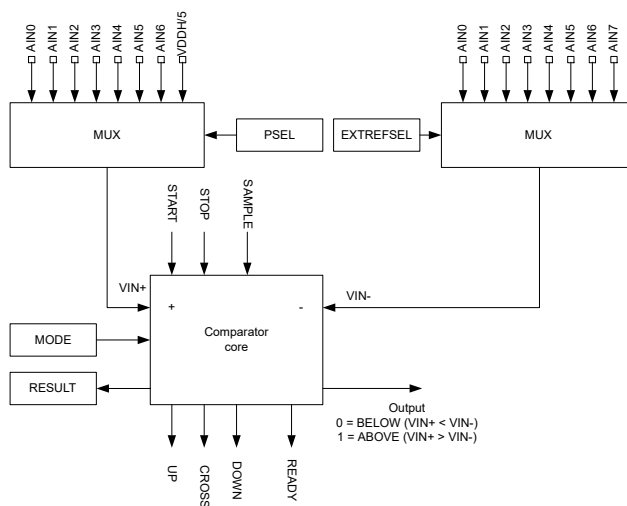 AIN0
AIN1
AIN2
AIN3
AIN4
AIN5
AIN6
VDDH/5
AIN0
AIN1
AIN2
AIN3
AIN4
AIN5
AIN6
AIN7
MUX
PSEL
EXTREFSEL
MUX
START
STOP
SAMPLE
VIN+
VIN-
+
-
Comparator
core
MODE
RESULT
Output
0 = BELOW (VIN+ < VIN-)
1 = ABOVE (VIN+ > VIN-)
UP
CROSS
DOWN
READY